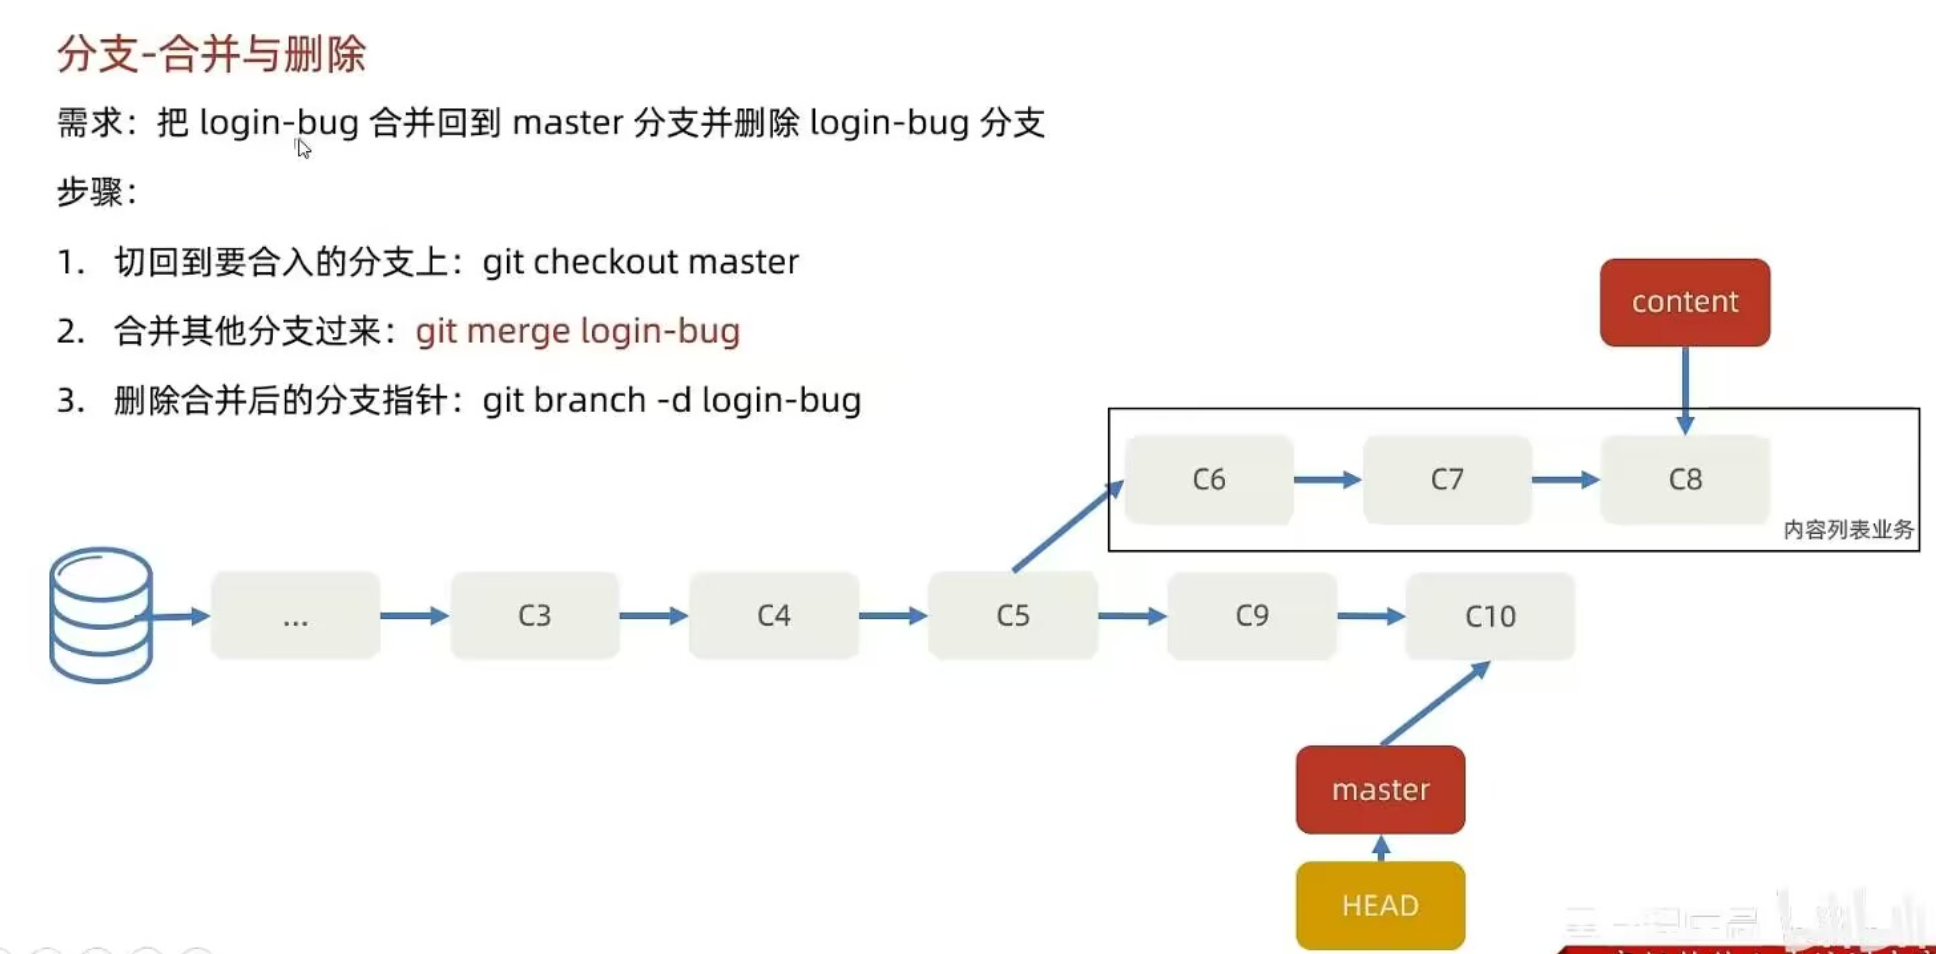 分支-合并与删除
需求：把 login-bug 合并回到 master 分支并删除 login-bug 分支
步骤：
1. 切回到要合入的分支上：git checkout master
2. 合并其他分支过来：git merge login-bug
3. 删除合并后的分支指针：git branch -d login-bug
content
C6
C7
C8
内容列表业务
...
C3
C4
C5
C9
C10
master
HEAD